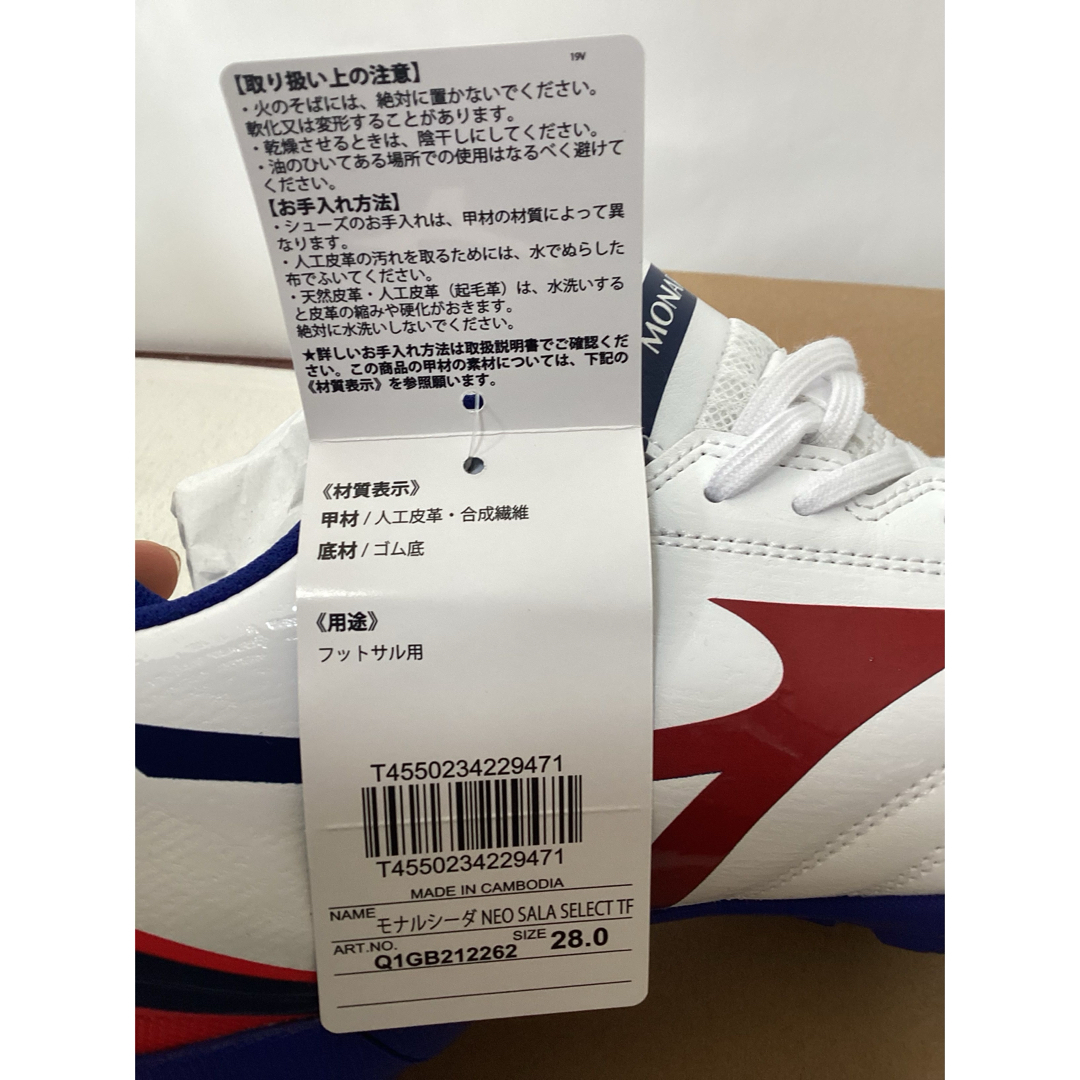 19V
【取り扱い上の注意】
・火のそばには、絶対に置かないでください。
軟化又は変形することがあります。
・乾燥させるときは、陰干しにしてください。
・油のひいてある場所での使用はなるべく避けて
ください。
【お手入れ方法】
・シューズのお手入れは、甲材の材質によって異
なります。
・人工皮革の汚れを取るためには、水でぬらした
布でふいてください。
・天然皮革・人工皮革（起毛革）は、水洗いする
と皮革の縮みや硬化がおきます。
絶対に水洗いしないでください。
★詳しいお手入れ方法は取扱説明書でご確認くだ
さい。この商品の甲材の素材については、下記の
《材質表示》を参照願います。
MONA
《材質表示》
甲材 / 人工皮革・合成繊維
底材 / ゴム底
《用途》
フットサル用
T4550234229471
T4550234229471
MADE IN CAMBODIA
NAME モナルシーダ NEO SALA SELECT TF
ART.NO. Q1GB212262 SIZE 28.0